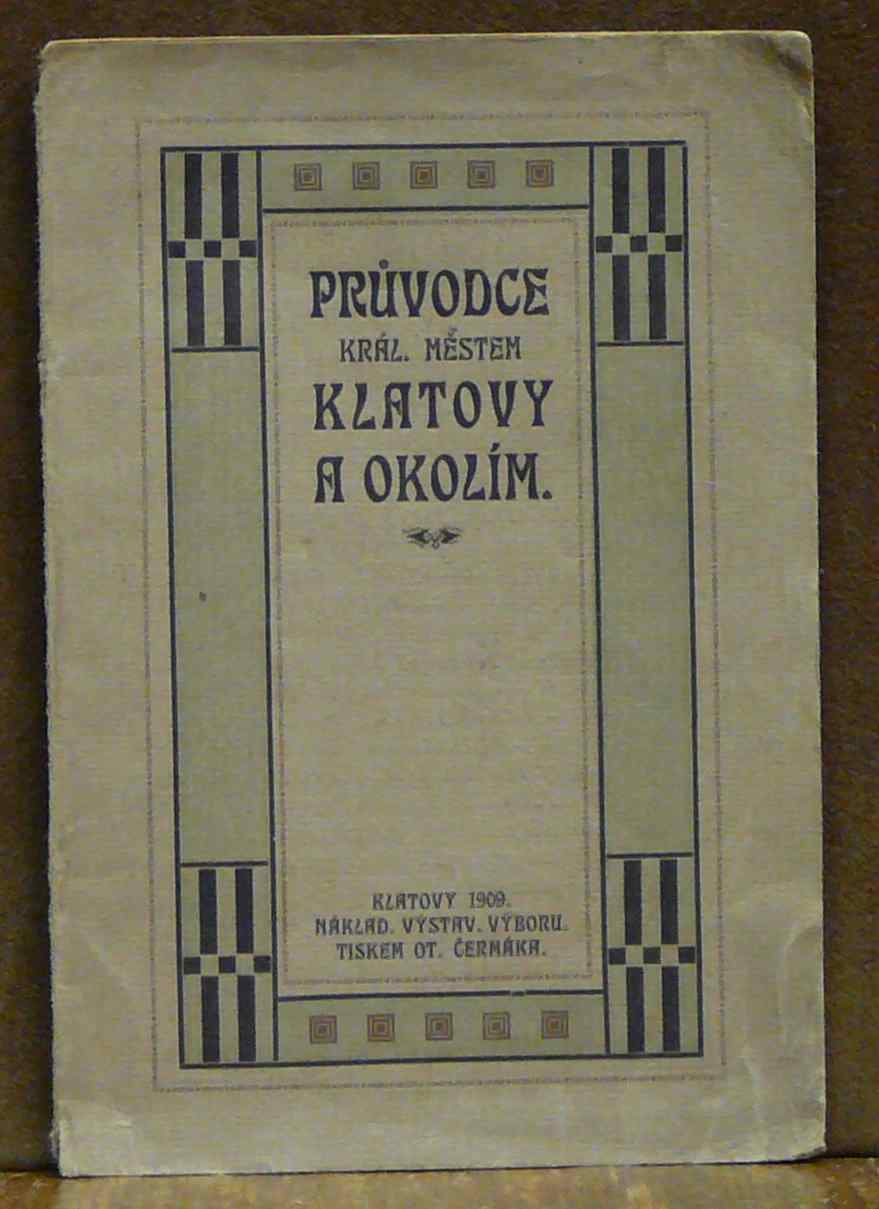 PRŮVODCE
KRÁL. MĚSTEM
KLATOVY
A OKOLÍM.
KLATOVY 1909.
NÁKLAD. VÝSTAV. VÝBORU.
TISKEM OT. ČERMÁKA.